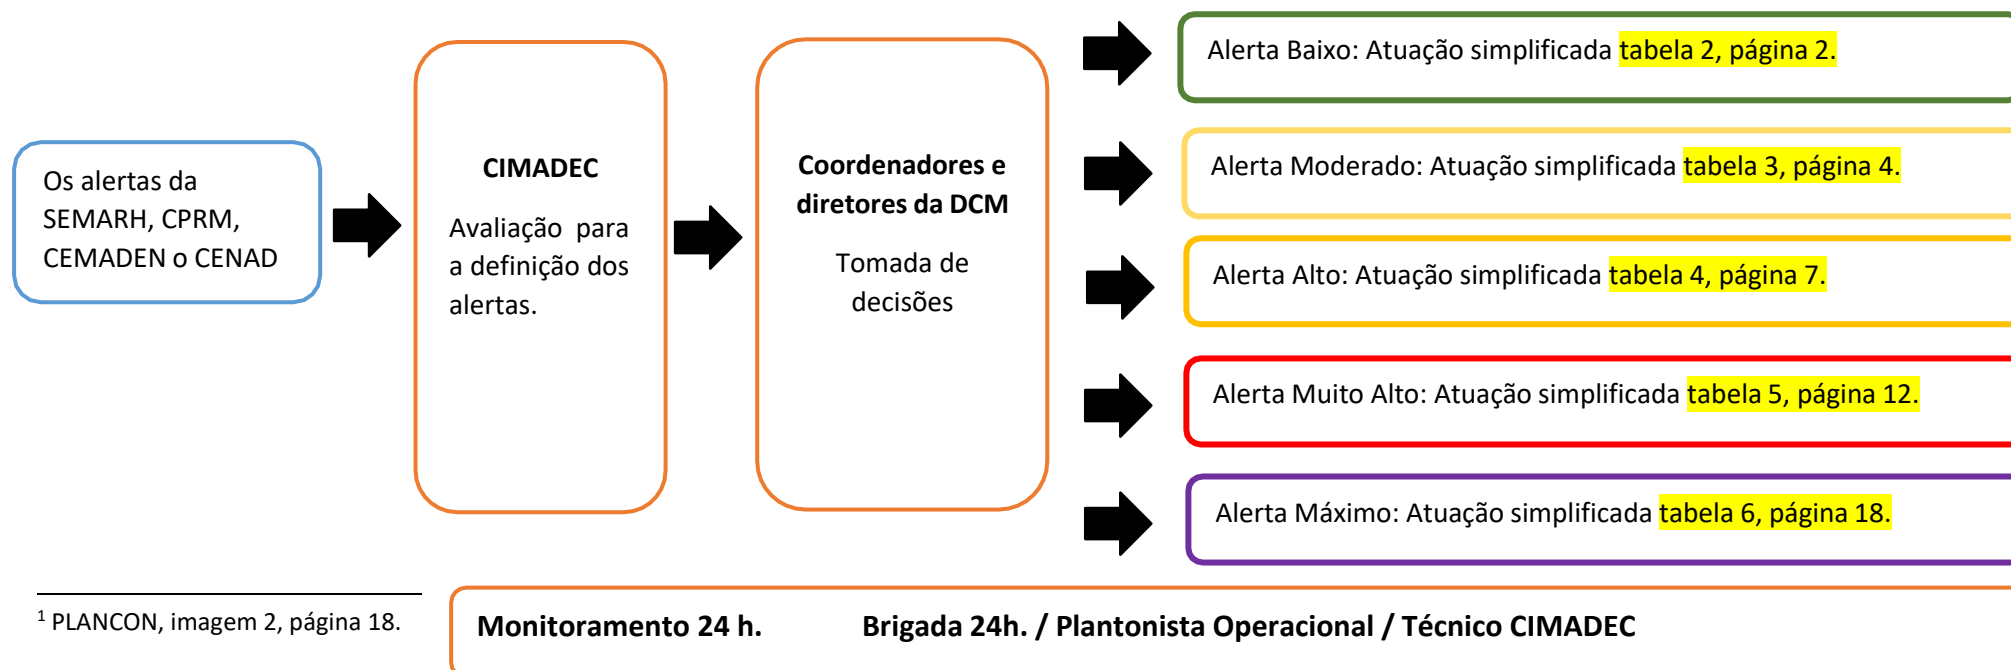 Os alertas da
SEMARH, CPRM,
CEMADEN o CENAD
CIMADEC
Avaliação para
a definição dos
alertas.
Coordenadores e
diretores da DCM
Tomada de
decisões
Alerta Baixo: Atuação simplificada tabela 2, página 2.
Alerta Moderado: Atuação simplificada tabela 3, página 4.
Alerta Alto: Atuação simplificada tabela 4, página 7.
Alerta Muito Alto: Atuação simplificada tabela 5, página 12.
Alerta Máximo: Atuação simplificada tabela 6, página 18.
1 PLANCON, imagem 2, página 18.
Monitoramento 24 h. Brigada 24h. / Plantonista Operacional / Técnico CIMADEC